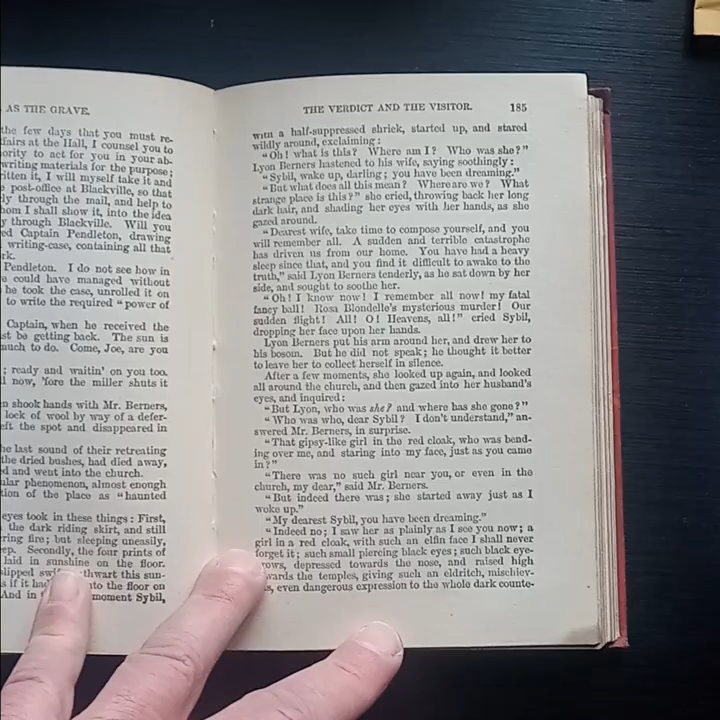 AS THE GRAVE.
the few days that you must re-
fairs at the Hall, I counsel you to
ority to act for you in your ab-
writing materials for the purpose;
itten it, I will myself take it and
post-office at Blackville, so that
ly through the mail, and help to
hom I shall show it, into the idea
y through Blackville. Will you
ed Captain Pendleton, drawing
writing-case, containing all that
rk.
Pendleton. I do not see how in
e could have managed without
he took the case, unrolled it on
to write the required “power of
Captain, when he received the
st be getting back. The sun is
much to do. Come, Joe, are you
; ready and waitin’ on you too.
now, ’fore the miller shuts it
n shook hands with Mr. Berners,
lock of wool by way of a defer-
eft the spot and disappeared in
he last sound of their retreating
the dried bushes, had died away,
ed and went into the church.
ular phenomenon, almost enough
tion of the place as “haunted
eyes took in these things: First,
the dark riding skirt, and still
ring fire; but sleeping uneasily,
ep. Secondly, the four prints of
laid in sunshine on the floor.
slipped thwart this sun-
s if it ha to the floor on
And in moment Sybil,
THE VERDICT AND THE VISITOR. 185
with a half-suppressed shriek, started up, and stared
wildly around, exclaiming:
“Oh! what is this? Where am I? Who was she?”
Lyon Berners hastened to his wife, saying soothingly:
“Sybil, wake up, darling; you have been dreaming.”
“But what does all this mean? Where are we? What
strange place is this?” she cried, throwing back her long
dark hair, and shading her eyes with her hands, as she
gazed around.
“Dearest wife, take time to compose yourself, and you
will remember all. A sudden and terrible catastrophe
has driven us from our home. You have had a heavy
sleep since that, and you find it difficult to awake to the
truth,” said Lyon Berners tenderly, as he sat down by her
side, and sought to soothe her.
“Oh! I know now! I remember all now! my fatal
fancy ball! Rosa Blondelle’s mysterious murder! Our
sudden flight! All! O! Heavens, all!” cried Sybil,
dropping her face upon her hands.
Lyon Berners put his arm around her, and drew her to
his bosom. But he did not speak; he thought it better
to leave her to collect herself in silence.
After a few moments, she looked up again, and looked
all around the church, and then gazed into her husband’s
eyes, and inquired:
“But Lyon, who was she? and where has she gone?”
“Who was who, dear Sybil? I don’t understand,” an-
swered Mr. Berners, in surprise.
“That gipsy-like girl in the red cloak, who was bend-
ing over me, and staring into my face, just as you came
in?”
“There was no such girl near you, or even in the
church, my dear,” said Mr. Berners.
“But indeed there was; she started away just as I
woke up.”
“My dearest Sybil, you have been dreaming.”
“Indeed no; I saw her as plainly as I see you now; a
girl in a red cloak, with such an elfin face I shall never
forget it; such small piercing black eyes; such black eye-
rows, depressed towards the nose, and raised high
wards the temples, giving such an eldritch, mischiev-
s, even dangerous expression to the whole dark counte-